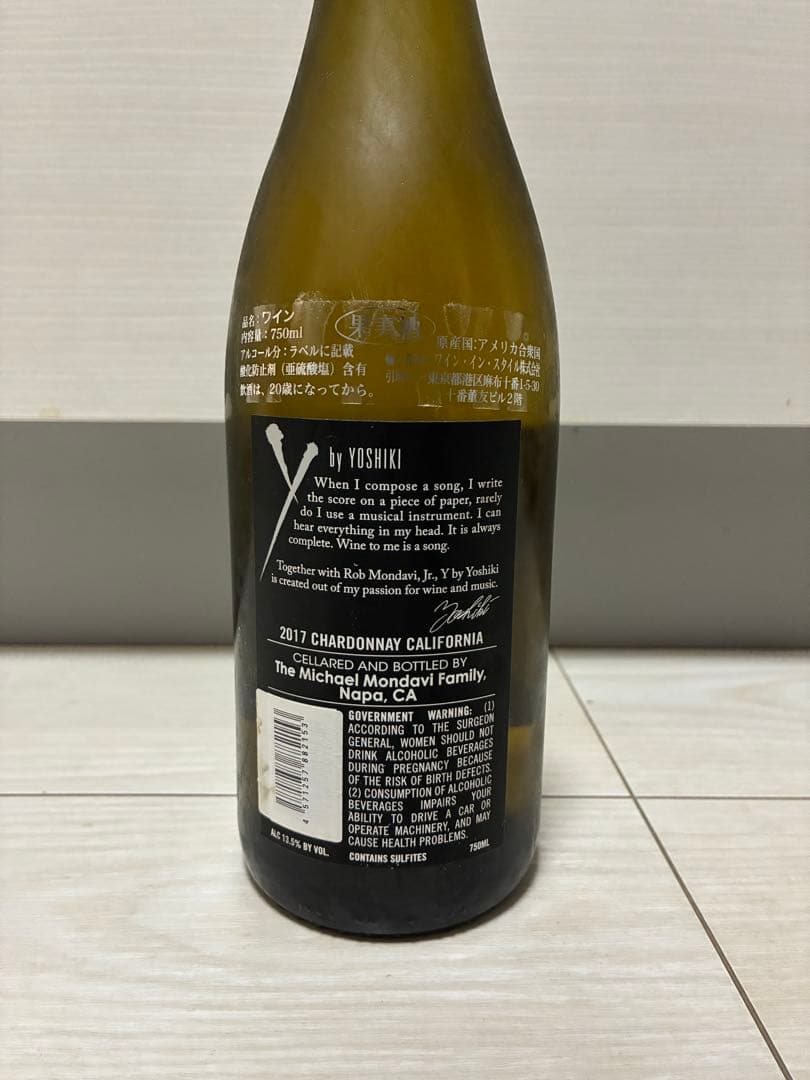 品名:ワイン
内容量:750ml
アルコール分:ラベルに記載
酸化防止剤(亜硫酸塩)含有
飲酒は、20歳になってから。
果実酒
原産国:アメリカ合衆国
ワイン・イン・スタイル株式会社
東京都港区麻布十番1-5-30
十番董友ビル2階
Y by YOSHIKI
When I compose a song, I write
the score on a piece of paper, rarely
do I use a musical instrument. I can
hear everything in my head. It is always
complete. Wine to me is a song.
Together with Rob Mondavi, Jr., Y by Yoshiki
is created out of my passion for wine and music.
Yoshiki
2017 CHARDONNAY CALIFORNIA
CELLARED AND BOTTLED BY
The Michael Mondavi Family,
Napa, CA
GOVERNMENT WARNING: (1)
ACCORDING TO THE SURGEON
GENERAL, WOMEN SHOULD NOT
DRINK ALCOHOLIC BEVERAGES
DURING PREGNANCY BECAUSE
OF THE RISK OF BIRTH DEFECTS.
(2) CONSUMPTION OF ALCOHOLIC
BEVERAGES IMPAIRS YOUR
ABILITY TO DRIVE A CAR OR
OPERATE MACHINERY, AND MAY
CAUSE HEALTH PROBLEMS.
CONTAINS SULFITES
750ML
4 571257 882153
ALC 13.5% BY VOL.